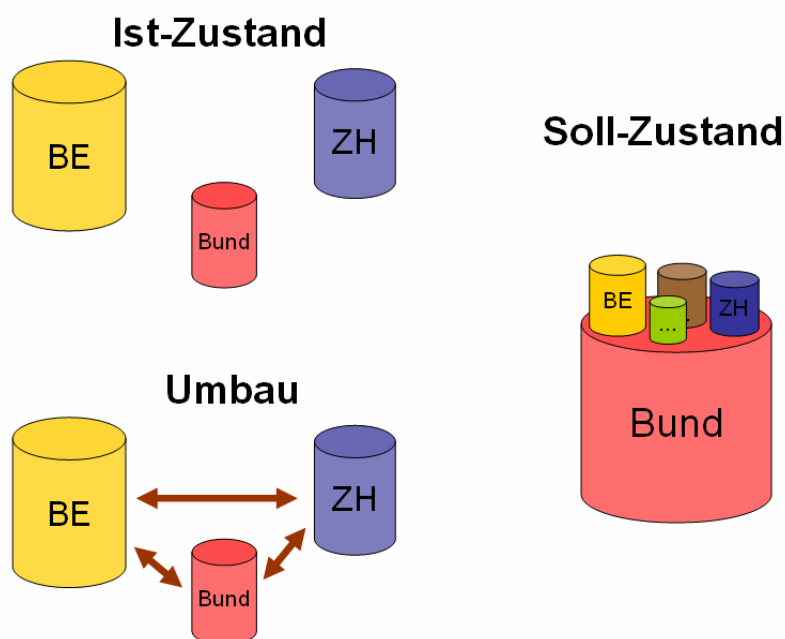 Ist-Zustand
BE
ZH
Bund
Soll-Zustand
BE
ZH
...
Bund
Umbau
BE
ZH
Bund